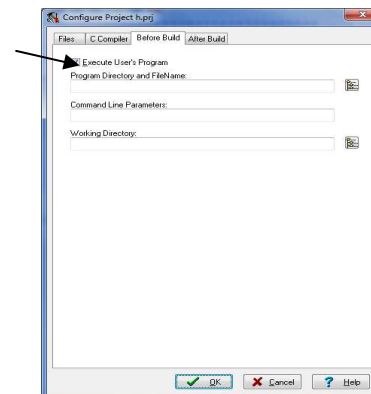 Configure Project h.prj
Files C Compiler Before Build After Build
Execute User's Program
Program Directory and FileName:
Command Line Parameters:
Working Directory:
OK Cancel Help